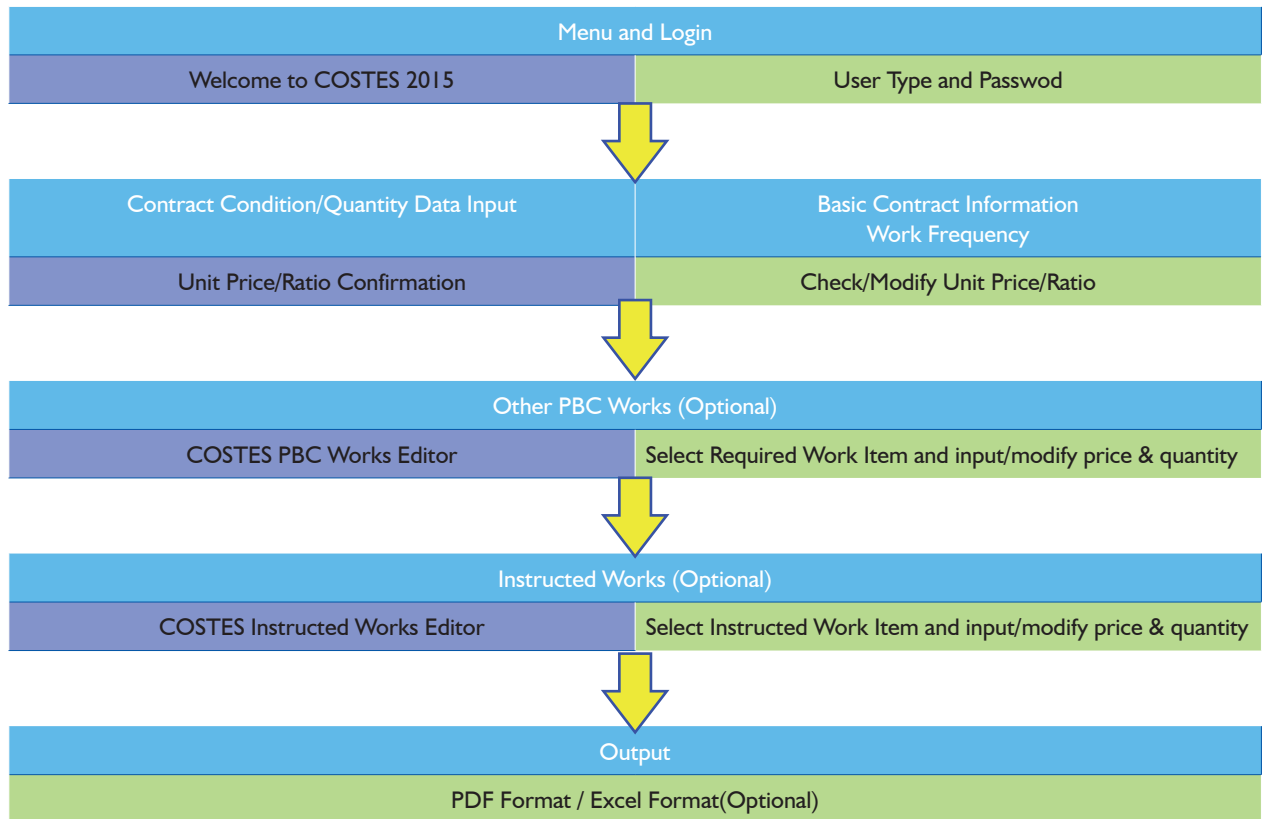 Menu and Login
Welcome to COSTES 2015
User Type and Passwod
Contract Condition/Quantity Data Input
Basic Contract Information
Work Frequency
Unit Price/Ratio Confirmation
Check/Modify Unit Price/Ratio
Other PBC Works (Optional)
COSTES PBC Works Editor
Select Required Work Item and input/modify price & quantity
Instructed Works (Optional)
COSTES Instructed Works Editor
Select Instructed Work Item and input/modify price & quantity
Output
PDF Format / Excel Format(Optional)